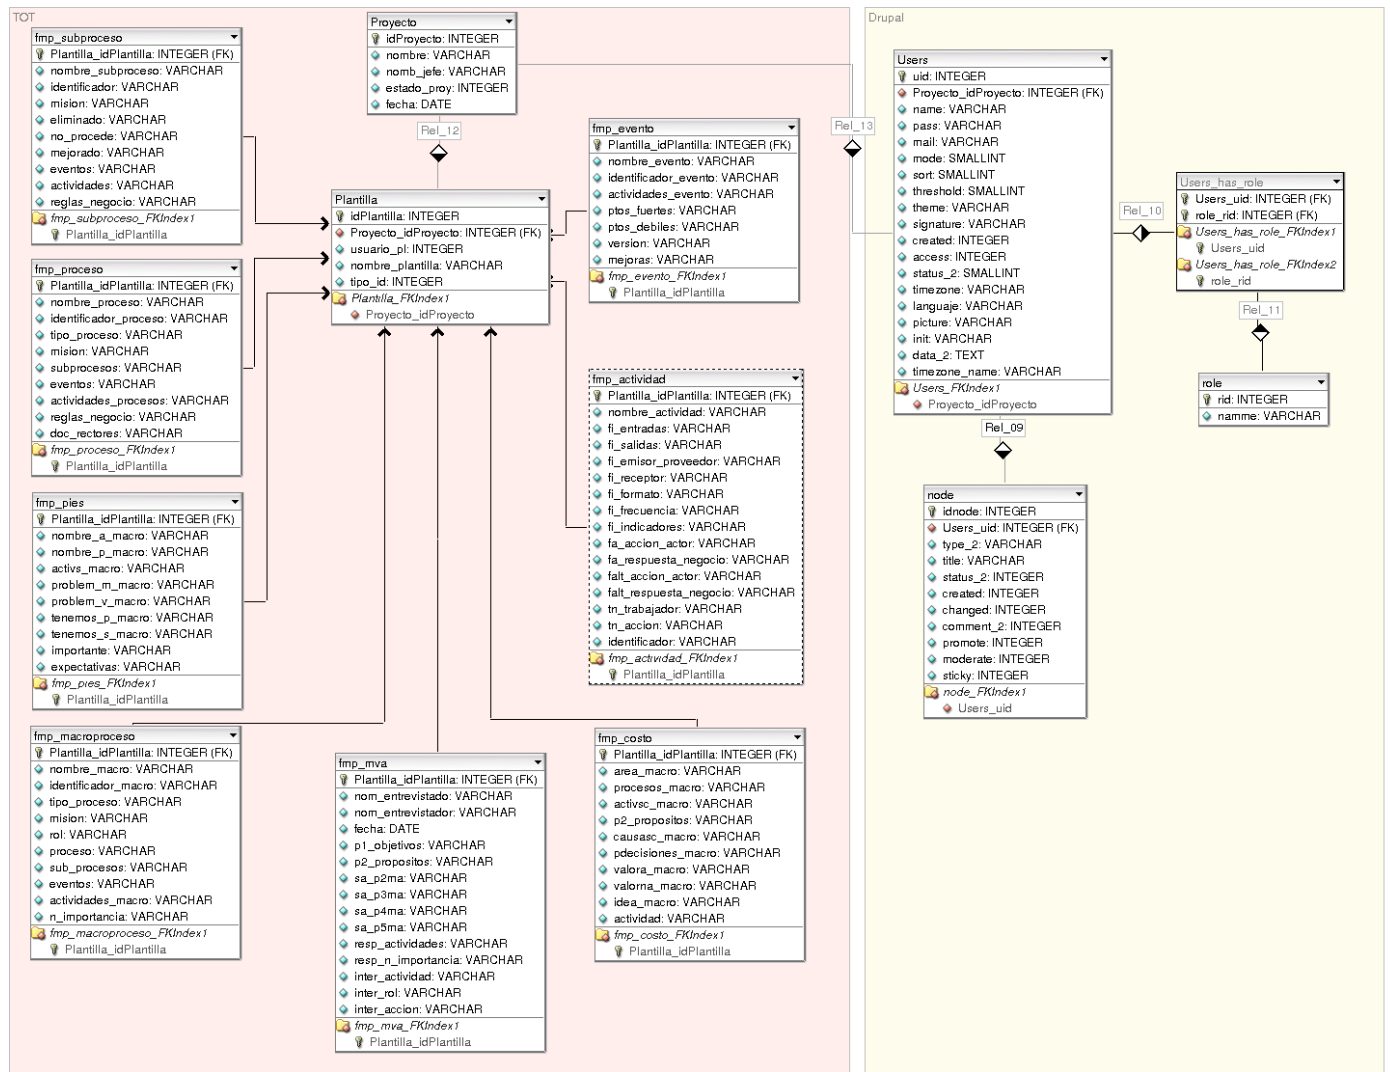 TOT
fmp_subproceso
Plantilla_idPlantilla: INTEGER (FK)
nombre_subproceso: VARCHAR
identificador: VARCHAR
mision: VARCHAR
eliminado: VARCHAR
no_procede: VARCHAR
mejorado: VARCHAR
eventos: VARCHAR
actividades: VARCHAR
reglas_negocio: VARCHAR
fmp_subproceso_FKIndex1
Plantilla_idPlantilla
fmp_proceso
Plantilla_idPlantilla: INTEGER (FK)
nombre_proceso: VARCHAR
identificador_proceso: VARCHAR
tipo_proceso: VARCHAR
mision: VARCHAR
subprocesos: VARCHAR
eventos: VARCHAR
actividades_procesos: VARCHAR
reglas_negocio: VARCHAR
doc_rectores: VARCHAR
fmp_proceso_FKIndex1
Plantilla_idPlantilla
fmp_pies
Plantilla_idPlantilla: INTEGER (FK)
nombre_a_macro: VARCHAR
nombre_p_macro: VARCHAR
activs_macro: VARCHAR
problem_m_macro: VARCHAR
problem_v_macro: VARCHAR
tenemos_p_macro: VARCHAR
tenemos_s_macro: VARCHAR
importante: VARCHAR
expectativas: VARCHAR
fmp_pies_FKIndex1
Plantilla_idPlantilla
fmp_macroproceso
Plantilla_idPlantilla: INTEGER (FK)
nombre_macro: VARCHAR
identificador_macro: VARCHAR
tipo_proceso: VARCHAR
mision: VARCHAR
rol: VARCHAR
proceso: VARCHAR
sub_procesos: VARCHAR
eventos: VARCHAR
actividades_macro: VARCHAR
n_importancia: VARCHAR
fmp_macroproceso_FKIndex1
Plantilla_idPlantilla
Proyecto
idProyecto: INTEGER
nombre: VARCHAR
nomb_jefe: VARCHAR
estado_proy: INTEGER
fecha: DATE
Rel_12
Plantilla
idPlantilla: INTEGER
Proyecto_idProyecto: INTEGER (FK)
usuario_pl: INTEGER
nombre_plantilla: VARCHAR
tipo_id: INTEGER
Plantilla_FKIndex1
Proyecto_idProyecto
fmp_mva
Plantilla_idPlantilla: INTEGER (FK)
nom_entrevistado: VARCHAR
nom_entrevistador: VARCHAR
fecha: DATE
p1_objetivos: VARCHAR
p2_propositos: VARCHAR
sa_p2ma: VARCHAR
sa_p3ma: VARCHAR
sa_p4ma: VARCHAR
sa_p5ma: VARCHAR
resp_actividades: VARCHAR
resp_n_importancia: VARCHAR
inter_actividad: VARCHAR
inter_rol: VARCHAR
inter_accion: VARCHAR
fmp_mva_FKIndex1
Plantilla_idPlantilla
fmp_evento
Plantilla_idPlantilla: INTEGER (FK)
nombre_evento: VARCHAR
identificador_evento: VARCHAR
actividades_evento: VARCHAR
ptos_fuertes: VARCHAR
ptos_debiles: VARCHAR
version: VARCHAR
mejoras: VARCHAR
fmp_evento_FKIndex1
Plantilla_idPlantilla
fmp_actividad
Plantilla_idPlantilla: INTEGER (FK)
nombre_actividad: VARCHAR
fi_entradas: VARCHAR
fi_salidas: VARCHAR
fi_emisor_proveedor: VARCHAR
fi_receptor: VARCHAR
fi_formato: VARCHAR
fi_frecuencia: VARCHAR
fi_indicadores: VARCHAR
fa_accion_actor: VARCHAR
fa_respuesta_negocio: VARCHAR
falt_accion_actor: VARCHAR
falt_respuesta_negocio: VARCHAR
tn_trabajador: VARCHAR
tn_accion: VARCHAR
identificador: VARCHAR
fmp_actividad_FKIndex1
Plantilla_idPlantilla
fmp_costo
Plantilla_idPlantilla: INTEGER (FK)
area_macro: VARCHAR
procesos_macro: VARCHAR
activsc_macro: VARCHAR
p2_propositos: VARCHAR
causasc_macro: VARCHAR
pdecisiones_macro: VARCHAR
valora_macro: VARCHAR
valorna_macro: VARCHAR
idea_macro: VARCHAR
actividad: VARCHAR
fmp_costo_FKIndex1
Plantilla_idPlantilla
Rel_13
Drupal
Users
uid: INTEGER
Proyecto_idProyecto: INTEGER (FK)
name: VARCHAR
pass: VARCHAR
mail: VARCHAR
mode: SMALLINT
sort: SMALLINT
threshold: SMALLINT
theme: VARCHAR
signature: VARCHAR
created: INTEGER
access: INTEGER
status_2: SMALLINT
timezone: VARCHAR
languaje: VARCHAR
picture: VARCHAR
init: VARCHAR
data_2: TEXT
timezone_name: VARCHAR
Users_FKIndex1
Proyecto_idProyecto
Rel_09
node
idnode: INTEGER
Users_uid: INTEGER (FK)
type_2: VARCHAR
title: VARCHAR
status_2: INTEGER
created: INTEGER
changed: INTEGER
comment_2: INTEGER
promote: INTEGER
moderate: INTEGER
sticky: INTEGER
node_FKIndex1
Users_uid
Rel_10
Users_has_role
Users_uid: INTEGER (FK)
role_rid: INTEGER (FK)
Users_has_role_FKIndex1
Users_uid
Users_has_role_FKIndex2
role_rid
Rel_11
role
rid: INTEGER
namme: VARCHAR